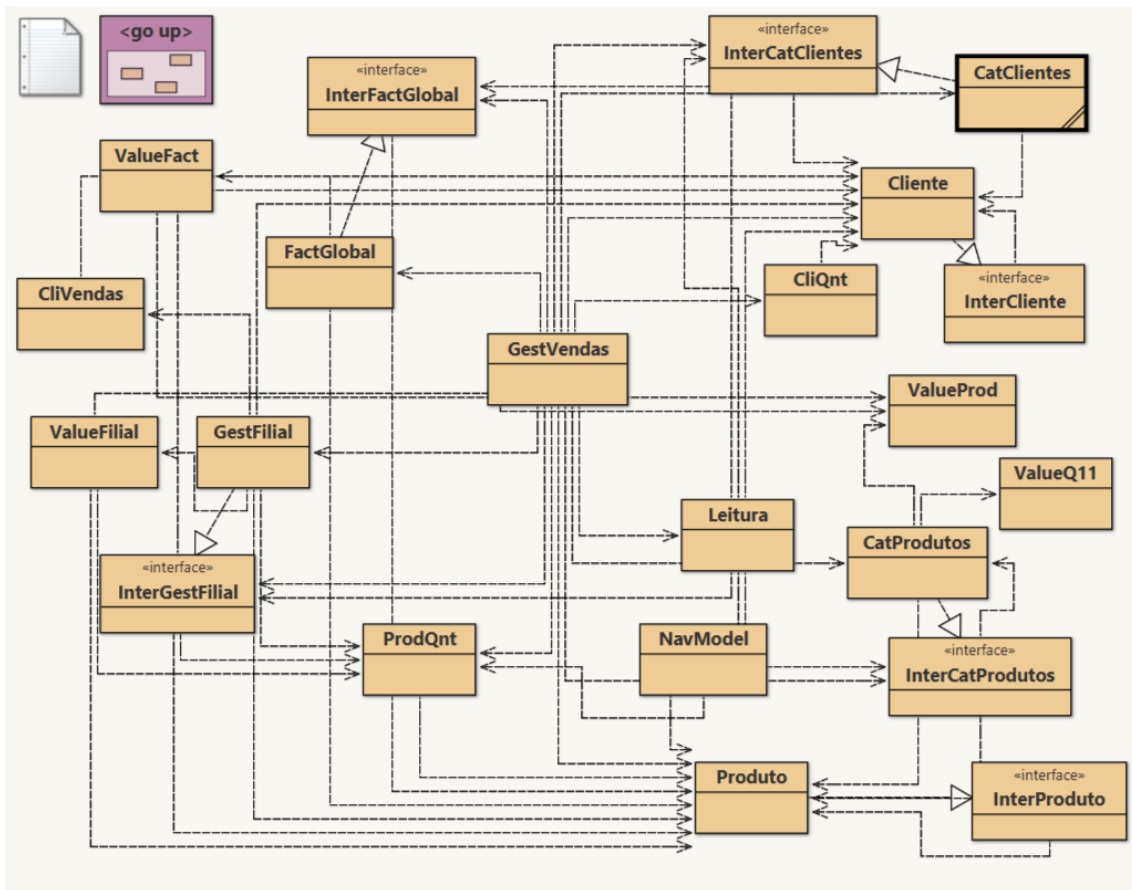 <go up>
«interface»
InterCatClientes
«interface»
InterFactGlobal
CatClientes
ValueFact
Cliente
FactGlobal
CliVendas
CliQnt
«interface»
InterCliente
GestVendas
ValueProd
ValueFilial
GestFilial
ValueQ11
Leitura
CatProdutos
«interface»
InterGestFilial
ProdQnt
NavModel
«interface»
InterCatProdutos
Produto
«interface»
InterProduto